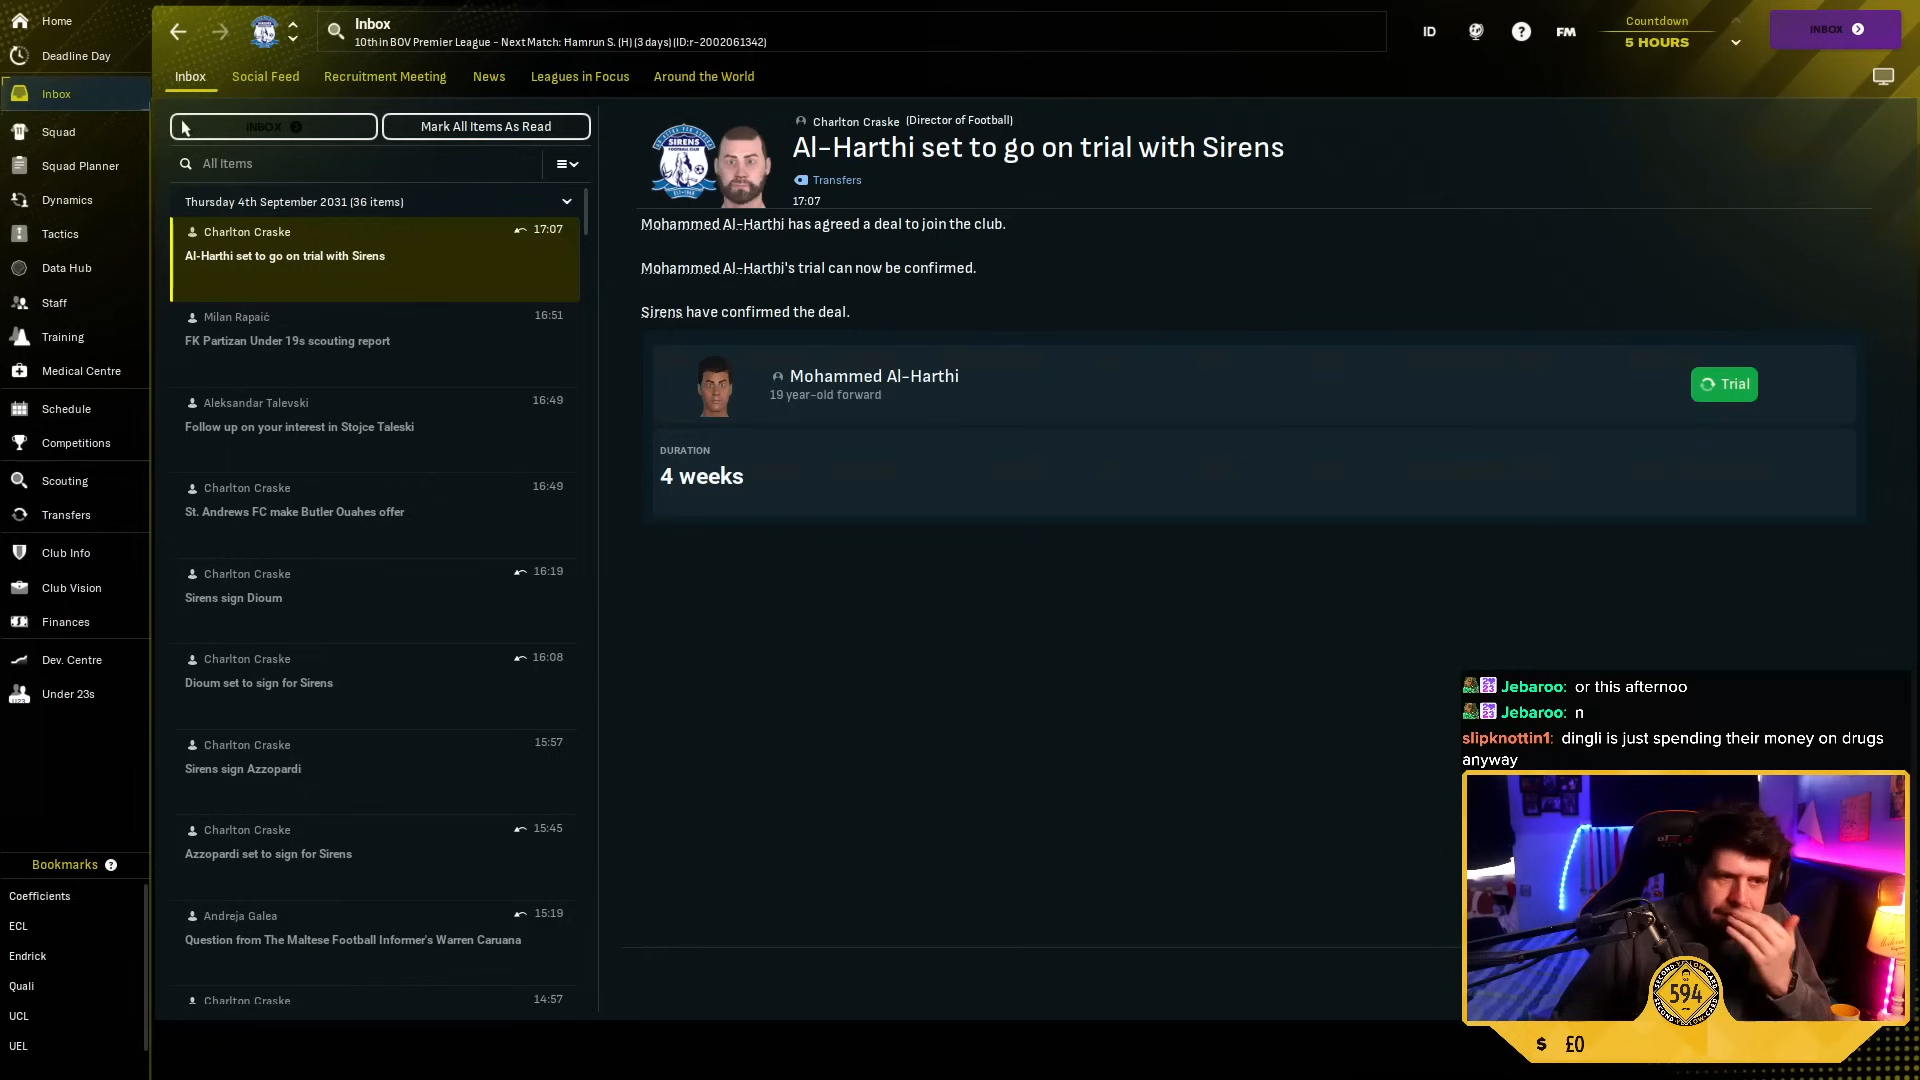 Home
Deadline Day
Inbox
Squad
Squad Planner
Dynamics
Tactics
Data Hub
Staff
Training
Medical Centre
Schedule
Competitions
Scouting
Transfers
Club Info
Club Vision
Finances
Dev. Centre
Under 23s
Bookmarks ?
Coefficients
ECL
Endrick
Quali
UCL
UEL
Inbox
10th in BOV Premier League - Next Match: Ħamrun S. (H) (3 days) (ID:r-2002061342)
ID
?
FM
Countdown
5 HOURS
INBOX
Inbox
Social Feed
Recruitment Meeting
News
Leagues in Focus
Around the World
INBOX
Mark All Items As Read
All Items
Thursday 4th September 2031 (36 items)
Charlton Craske 17:07
Al-Harthi set to go on trial with Sirens
Milan Rapaić 16:51
FK Partizan Under 19s scouting report
Aleksandar Talevski 16:49
Follow up on your interest in Stojce Taleski
Charlton Craske 16:49
St. Andrews FC make Butler Ouahes offer
Charlton Craske 16:19
Sirens sign Dioum
Charlton Craske 16:08
Dioum set to sign for Sirens
Charlton Craske 15:57
Sirens sign Azzopardi
Charlton Craske 15:45
Azzopardi set to sign for Sirens
Andreja Galea 15:19
Question from The Maltese Football Informer's Warren Caruana
Charlton Craske 14:57
SIRENS
Charlton Craske (Director of Football)
Al-Harthi set to go on trial with Sirens
Transfers
17:07
Mohammed Al-Harthi has agreed a deal to join the club.
Mohammed Al-Harthi's trial can now be confirmed.
Sirens have confirmed the deal.
Mohammed Al-Harthi
19 year-old forward
Trial
DURATION
4 weeks
Jebaroo: or this afternoo
Jebaroo: n
slipknottin1: dingli is just spending their money on drugs
anyway
SECOND YELLOW CARD
594
$ £0